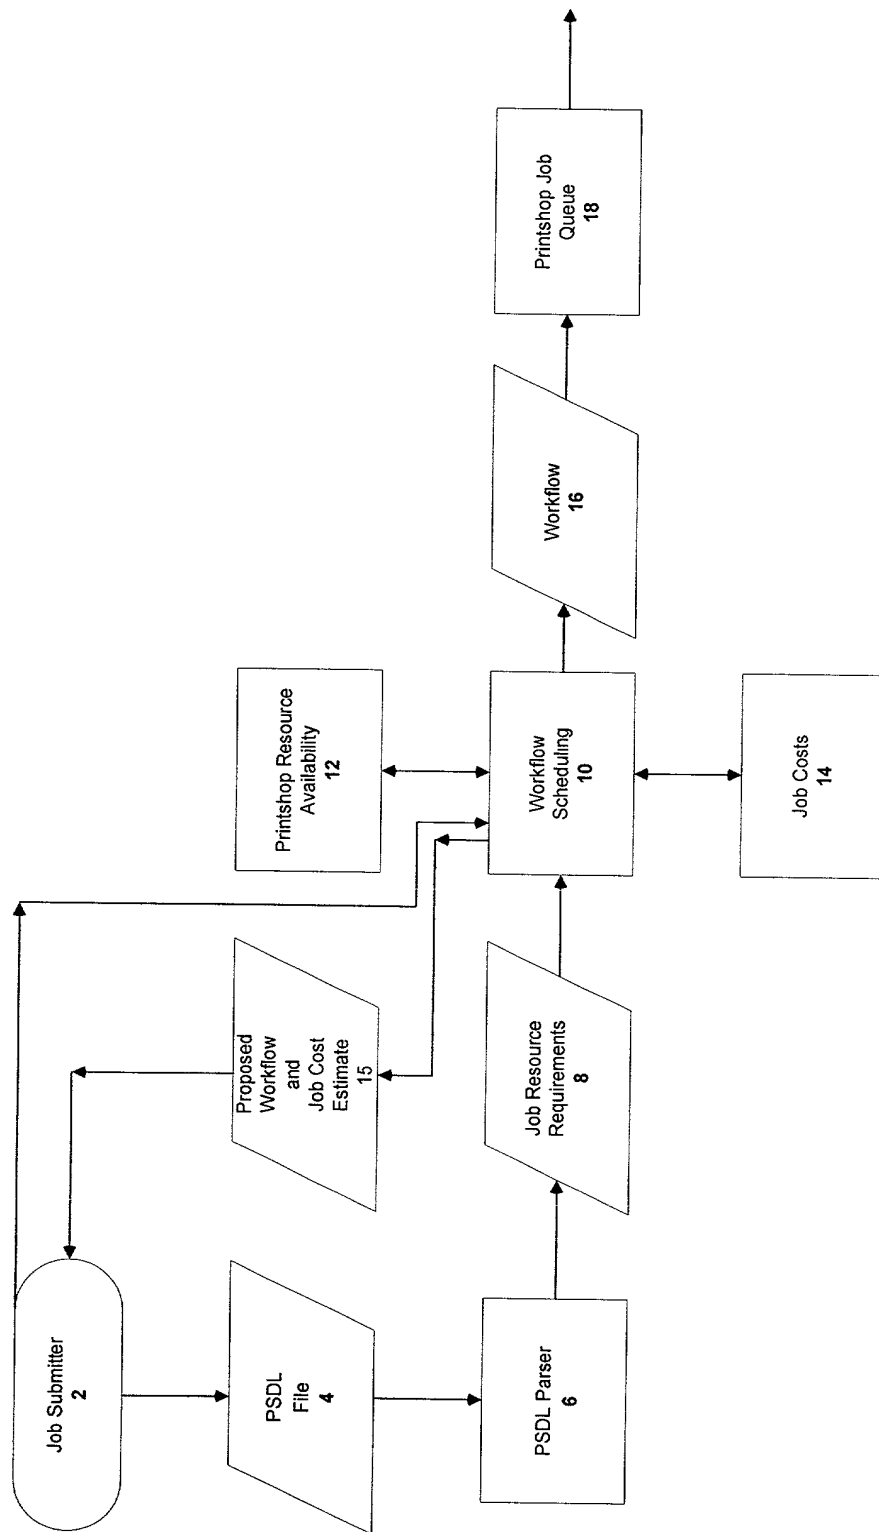 Job Submitter
2
PSDL
File
4
PSDL Parser
6
Proposed
Workflow
and
Job Cost
Estimate
15
Job Resource
Requirements
8
Printshop Resource
Availability
12
Workflow
Scheduling
10
Job Costs
14
Workflow
16
Printshop Job
Queue
18